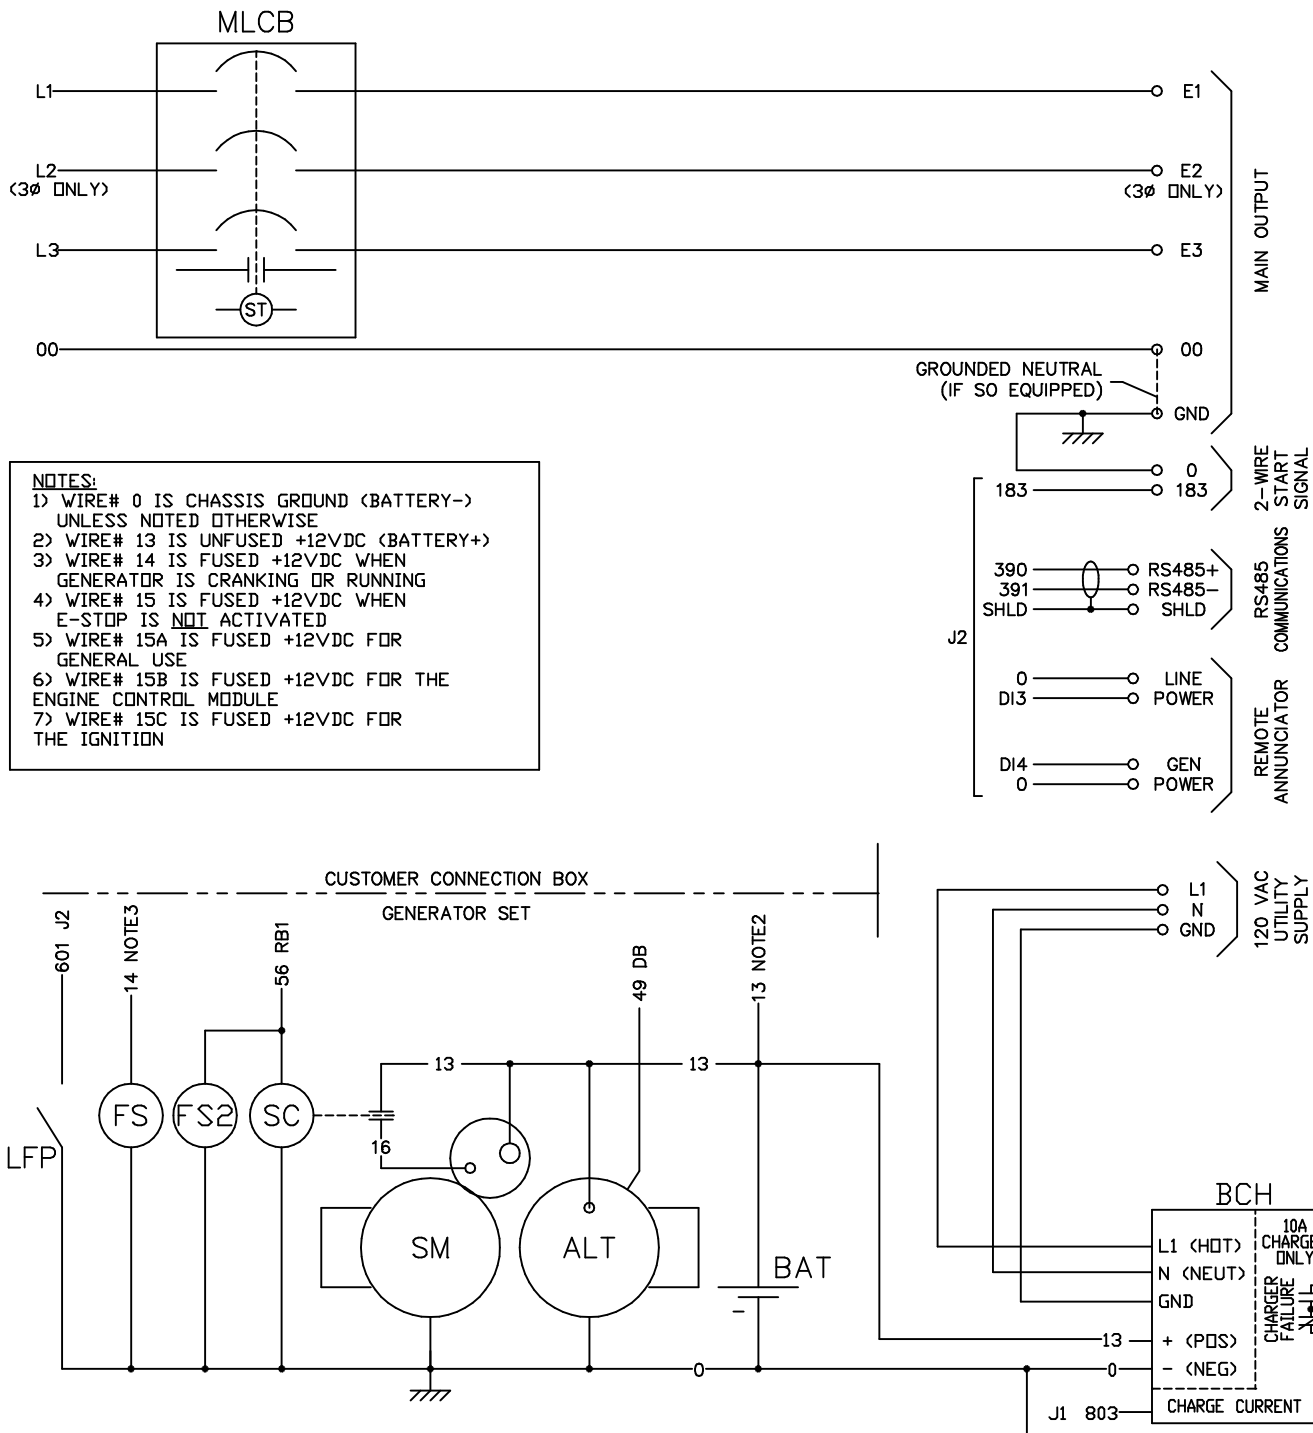 MLCB
L1
E1
L2
(3Ø ONLY)
E2
(3Ø ONLY)
L3
E3
ST
MAIN OUTPUT
00
00
GROUNDED NEUTRAL
(IF SO EQUIPPED)
GND
NOTES:
1) WIRE# 0 IS CHASSIS GROUND (BATTERY-)
UNLESS NOTED OTHERWISE
2) WIRE# 13 IS UNFUSED +12VDC (BATTERY+)
3) WIRE# 14 IS FUSED +12VDC WHEN
GENERATOR IS CRANKING OR RUNNING
4) WIRE# 15 IS FUSED +12VDC WHEN
E-STOP IS NOT ACTIVATED
5) WIRE# 15A IS FUSED +12VDC FOR
GENERAL USE
6) WIRE# 15B IS FUSED +12VDC FOR THE
ENGINE CONTROL MODULE
7) WIRE# 15C IS FUSED +12VDC FOR
THE IGNITION
0
183
183
2-WIRE
START
SIGNAL
J2
390
RS485+
391
RS485-
SHLD
SHLD
RS485
COMMUNICATIONS
0
LINE
DI3
POWER
DI4
GEN
0
POWER
REMOTE
ANNUNCIATOR
CUSTOMER CONNECTION BOX
GENERATOR SET
L1
N
GND
120 VAC
UTILITY
SUPPLY
601 J2
14 NOTE3
56 RB1
49 DB
13 NOTE2
13
13
LFP
FS
FS2
SC
16
SM
ALT
BAT
-
0
BCH
L1 (HOT)
N (NEUT)
GND
13
+ (POS)
0
- (NEG)
10A
ONLY
CHARGER
FAILURE
J1 803
CHARGE CURRENT